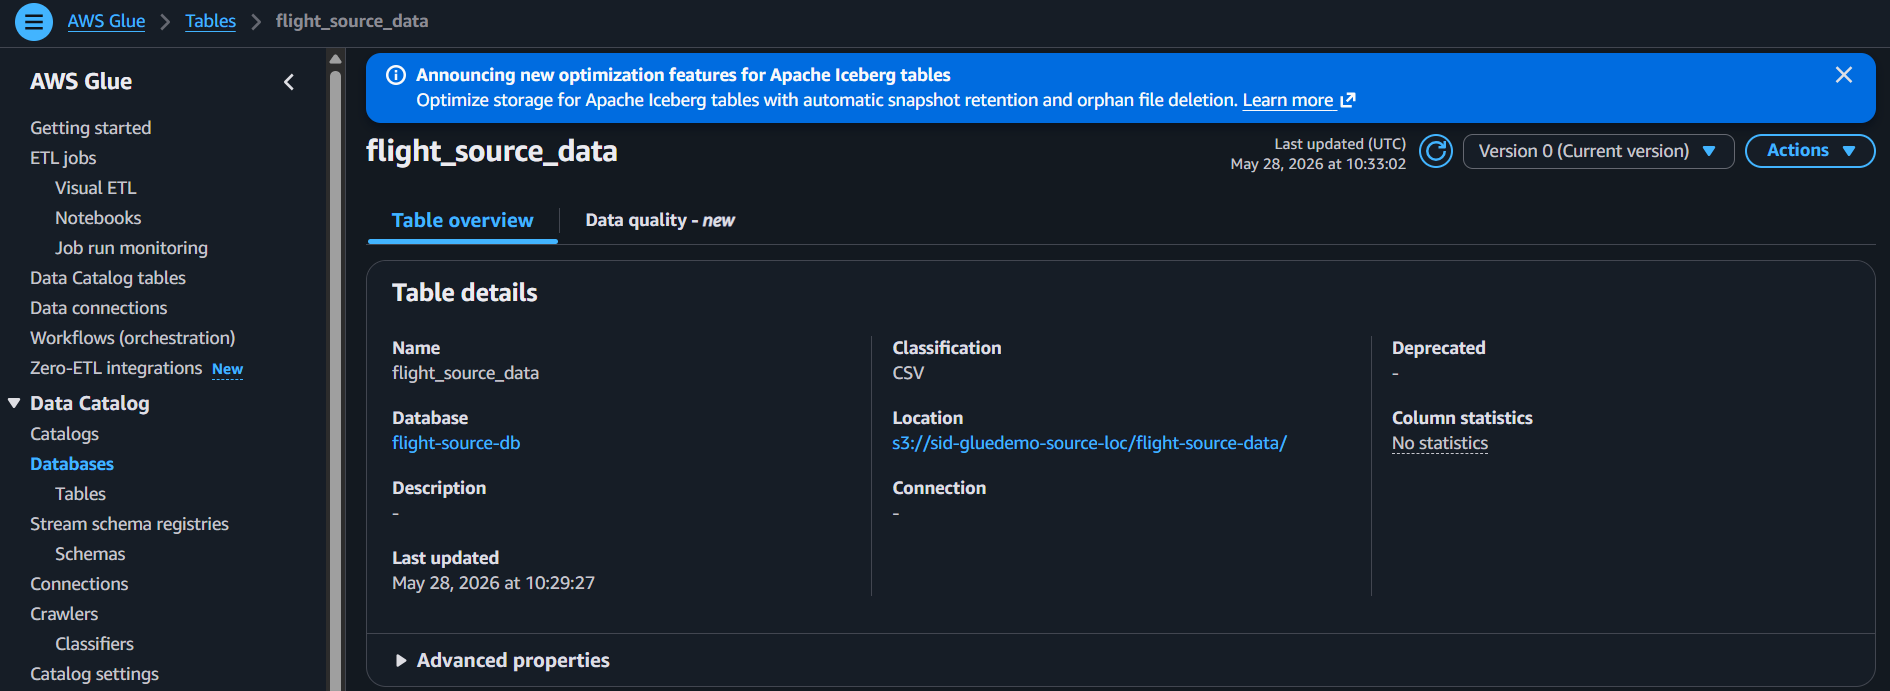 AWS Glue > Tables > flight_source_data
AWS Glue
Getting started
ETL jobs
Visual ETL
Notebooks
Job run monitoring
Data Catalog tables
Data connections
Workflows (orchestration)
Zero-ETL integrations New
Data Catalog
Catalogs
Databases
Tables
Stream schema registries
Schemas
Connections
Crawlers
Classifiers
Catalog settings
Announcing new optimization features for Apache Iceberg tables
Optimize storage for Apache Iceberg tables with automatic snapshot retention and orphan file deletion. Learn more
flight_source_data
Last updated (UTC)
May 28, 2026 at 10:33:02
Version 0 (Current version)
Actions
Table overview
Data quality - new
Table details
Name
flight_source_data
Database
flight-source-db
Description
-
Last updated
May 28, 2026 at 10:29:27
Classification
CSV
Location
s3://sid-gluedemo-source-loc/flight-source-data/
Connection
-
Deprecated
-
Column statistics
No statistics
Advanced properties